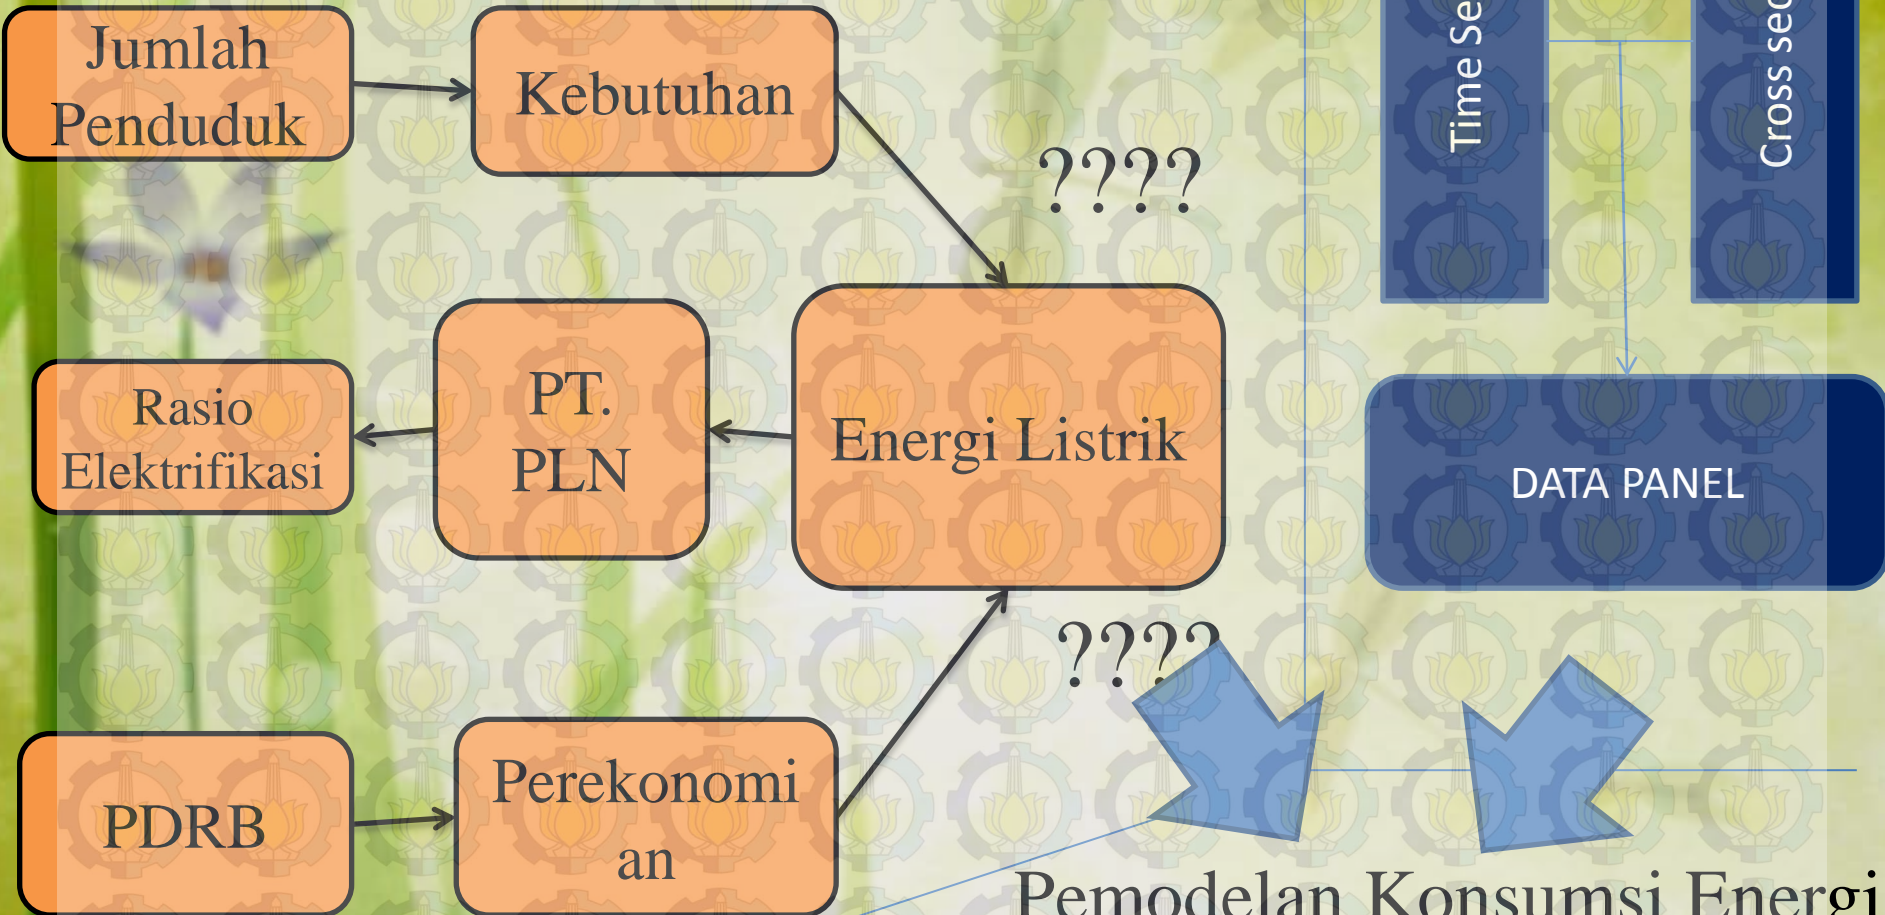 Jumlah
Penduduk
Kebutuhan
????
Rasio
Elektrifikasi
PT.
PLN
Energi Listrik
????
PDRB
Perekonomi
an
Time Se
Cross sec
DATA PANEL
Pemodelan Konsumsi Energi